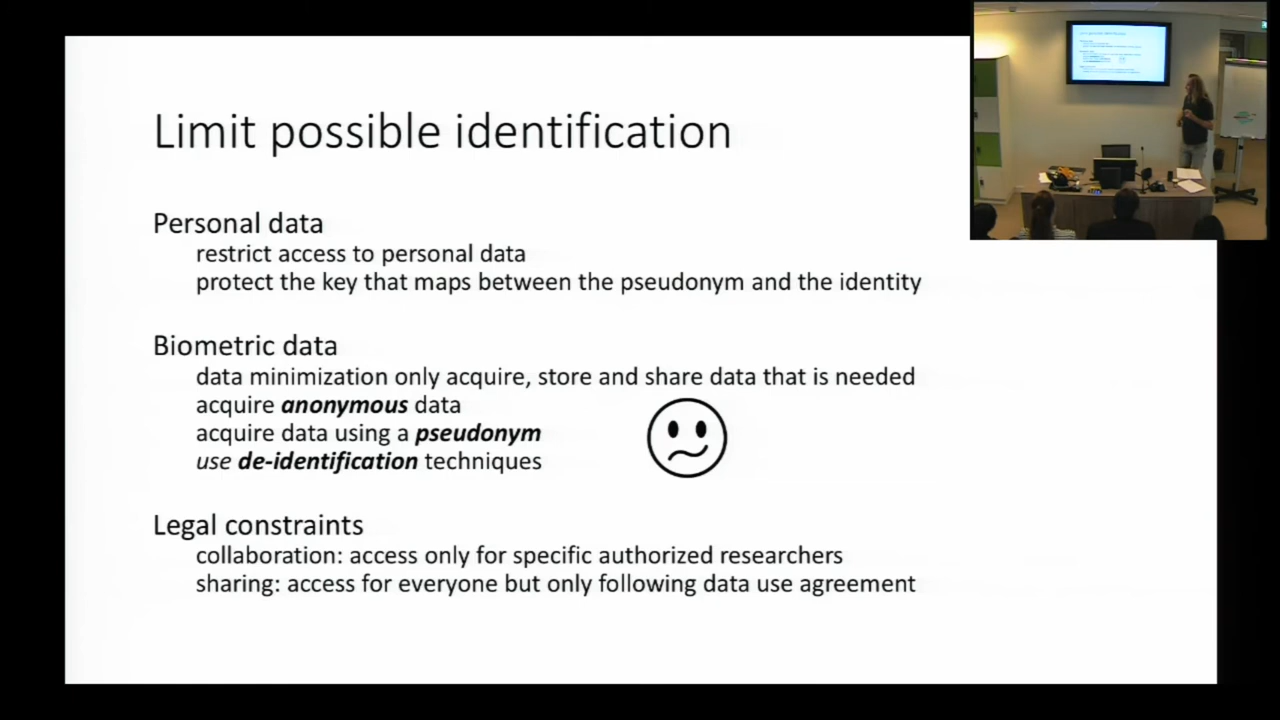 Limit possible identification
Personal data
restrict access to personal data
protect the key that maps between the pseudonym and the identity
Biometric data
data minimization only acquire, store and share data that is needed
acquire anonymous data
acquire data using a pseudonym
use de-identification techniques
Legal constraints
collaboration: access only for specific authorized researchers
sharing: access for everyone but only following data use agreement